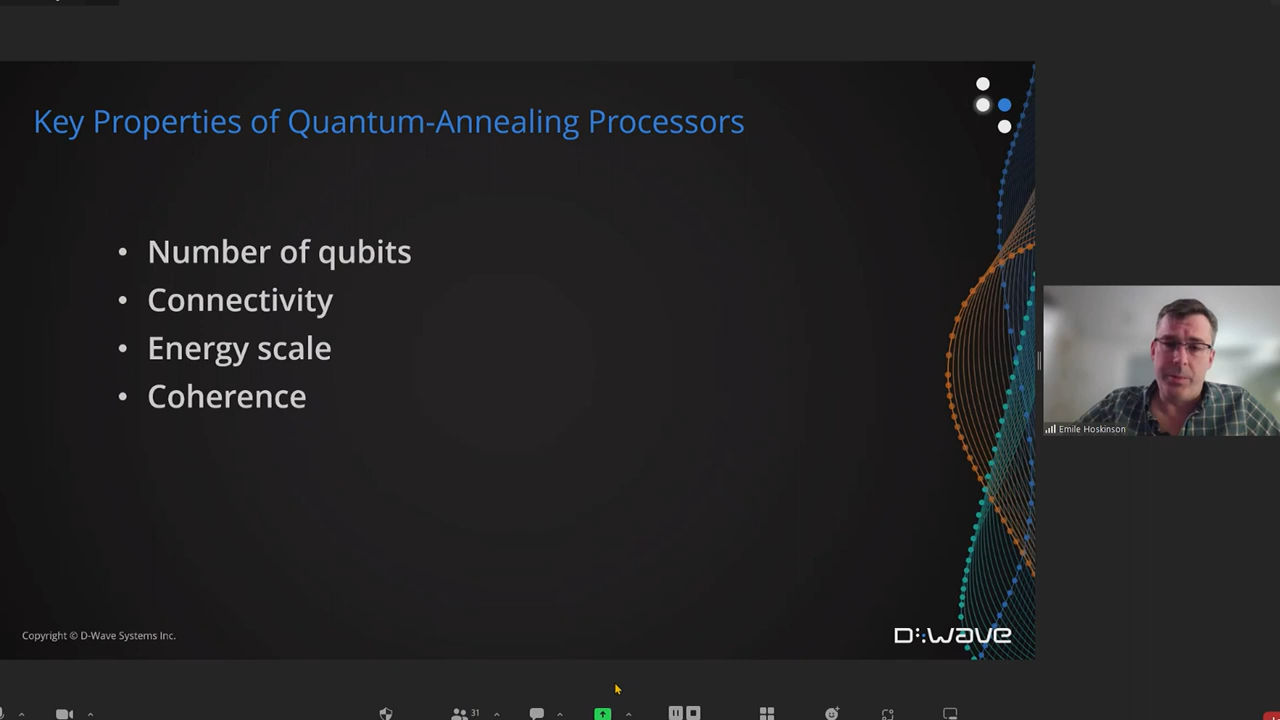 Key Properties of Quantum-Annealing Processors
• Number of qubits
• Connectivity
• Energy scale
• Coherence
Emile Hoskinson
Copyright © D-Wave Systems Inc.
D:wave
31